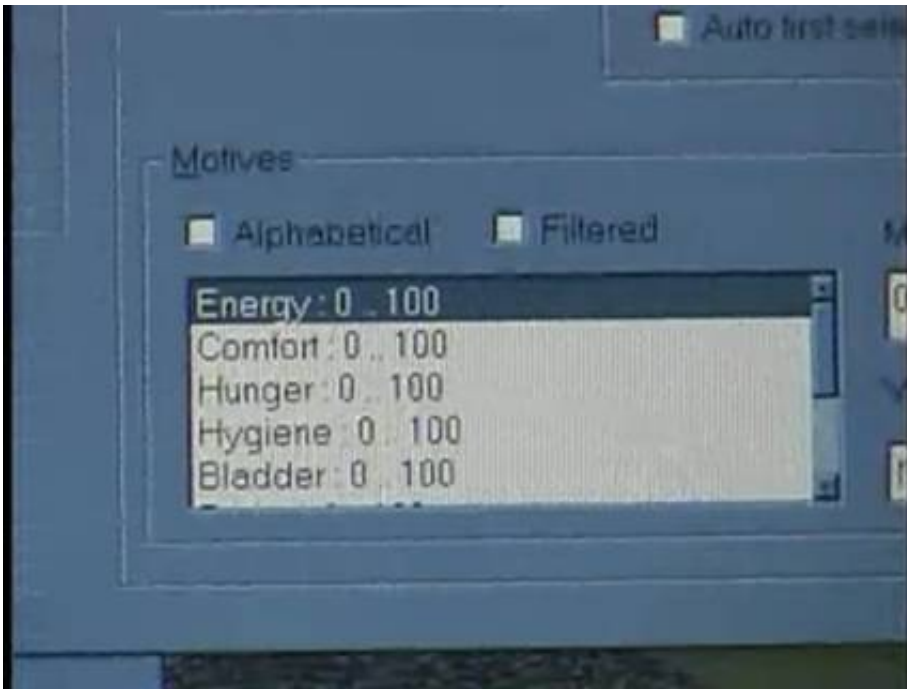 Auto first
Motives
Alphabetical Filtered
Energy : 0 .. 100
Comfort : 0 .. 100
Hunger : 0 .. 100
Hygiene : 0 .. 100
Bladder : 0 .. 100